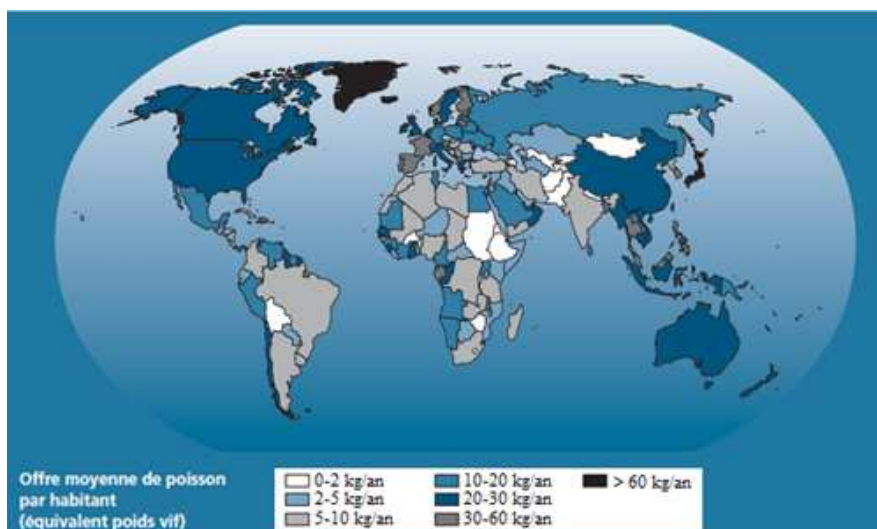 Offre moyenne de poisson
par habitant
(équivalent poids vif)
0-2 kg/an
2-5 kg/an
5-10 kg/an
10-20 kg/an
20-30 kg/an
30-60 kg/an
> 60 kg/an